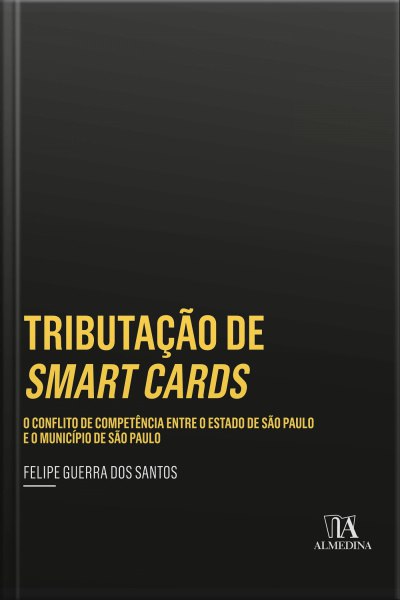 TRIBUTAÇÃO DE
SMART CARDS
O CONFLITO DE COMPETÊNCIA ENTRE O ESTADO DE SÃO PAULO
E O MUNICÍPIO DE SÃO PAULO
FELIPE GUERRA DOS SANTOS
ALMEDINA